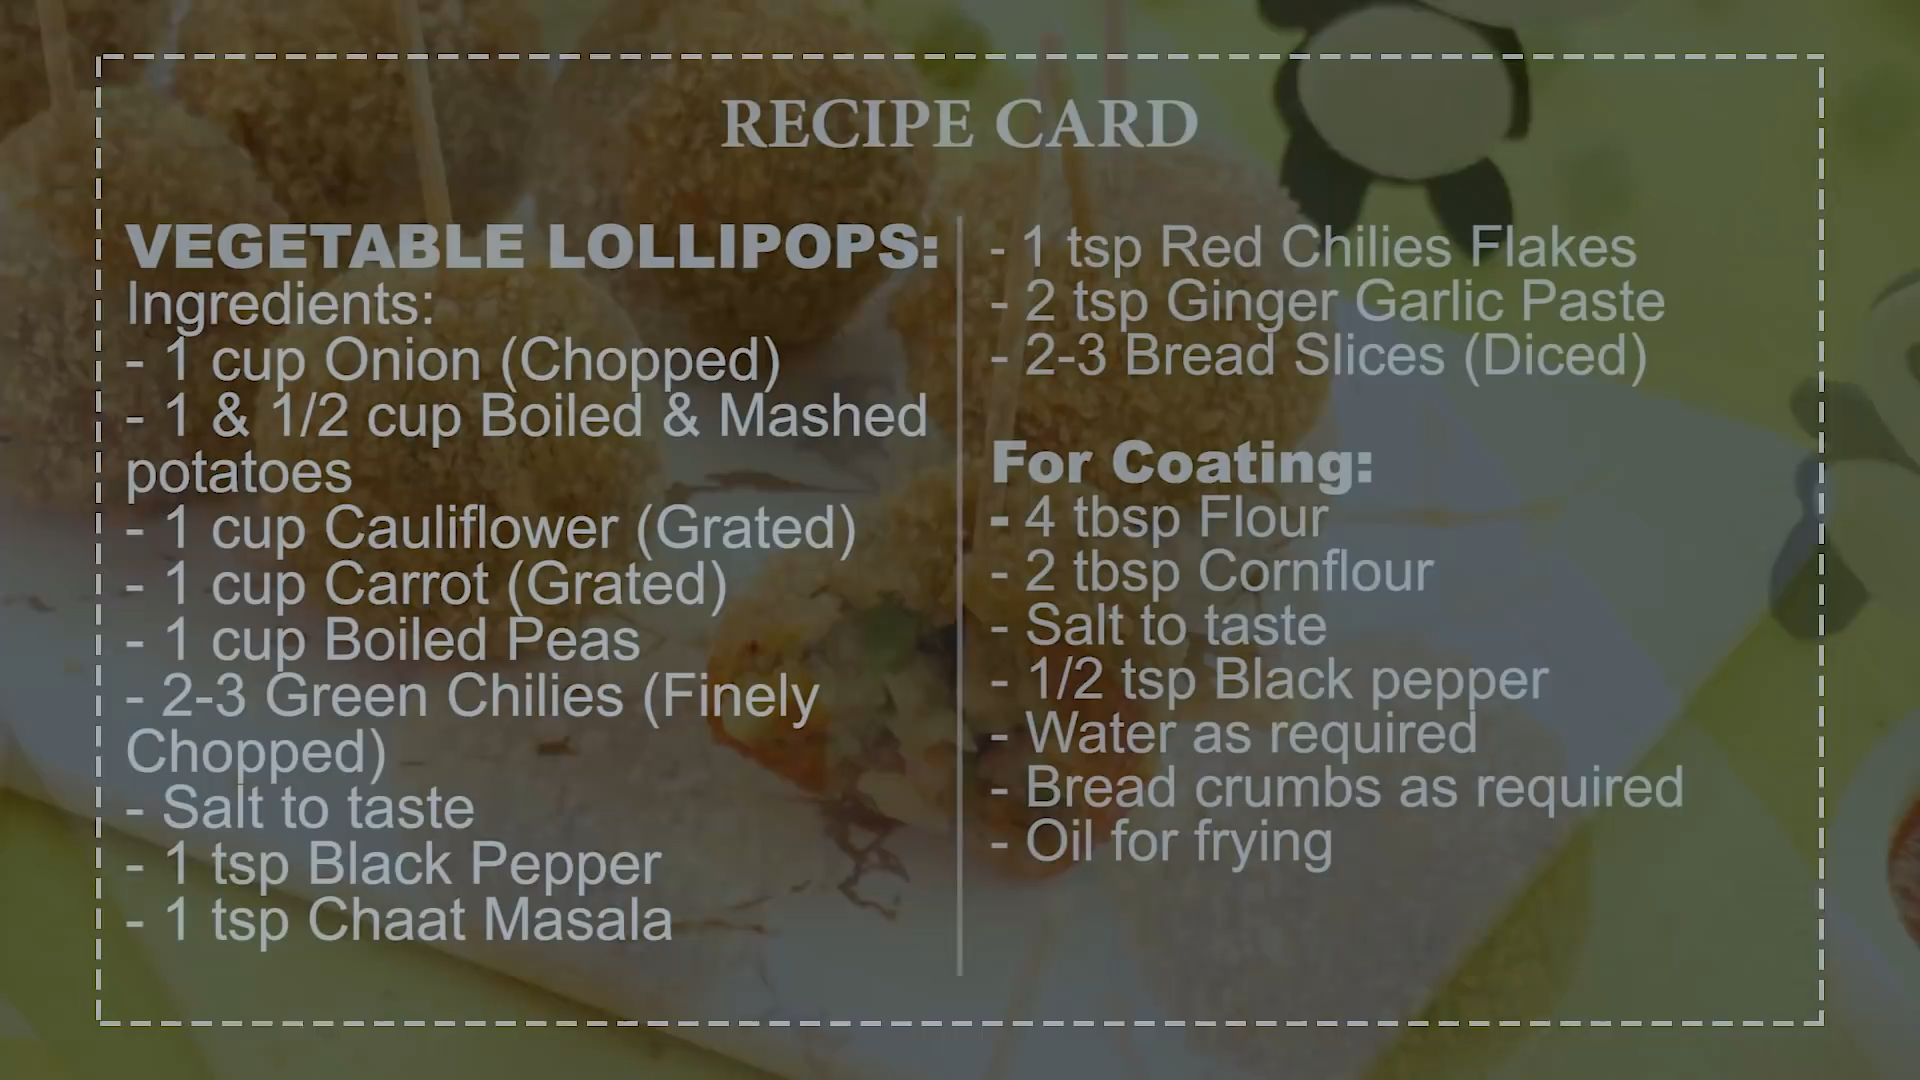 RECIPE CARD
VEGETABLE LOLLIPOPS:
Ingredients:
- 1 cup Onion (Chopped)
- 1 & 1/2 cup Boiled & Mashed
potatoes
- 1 cup Cauliflower (Grated)
- 1 cup Carrot (Grated)
- 1 cup Boiled Peas
- 2-3 Green Chilies (Finely
Chopped)
- Salt to taste
- 1 tsp Black Pepper
- 1 tsp Chaat Masala
- 1 tsp Red Chilies Flakes
- 2 tsp Ginger Garlic Paste
- 2-3 Bread Slices (Diced)
For Coating:
- 4 tbsp Flour
- 2 tbsp Cornflour
- Salt to taste
- 1/2 tsp Black pepper
- Water as required
- Bread crumbs as required
- Oil for frying